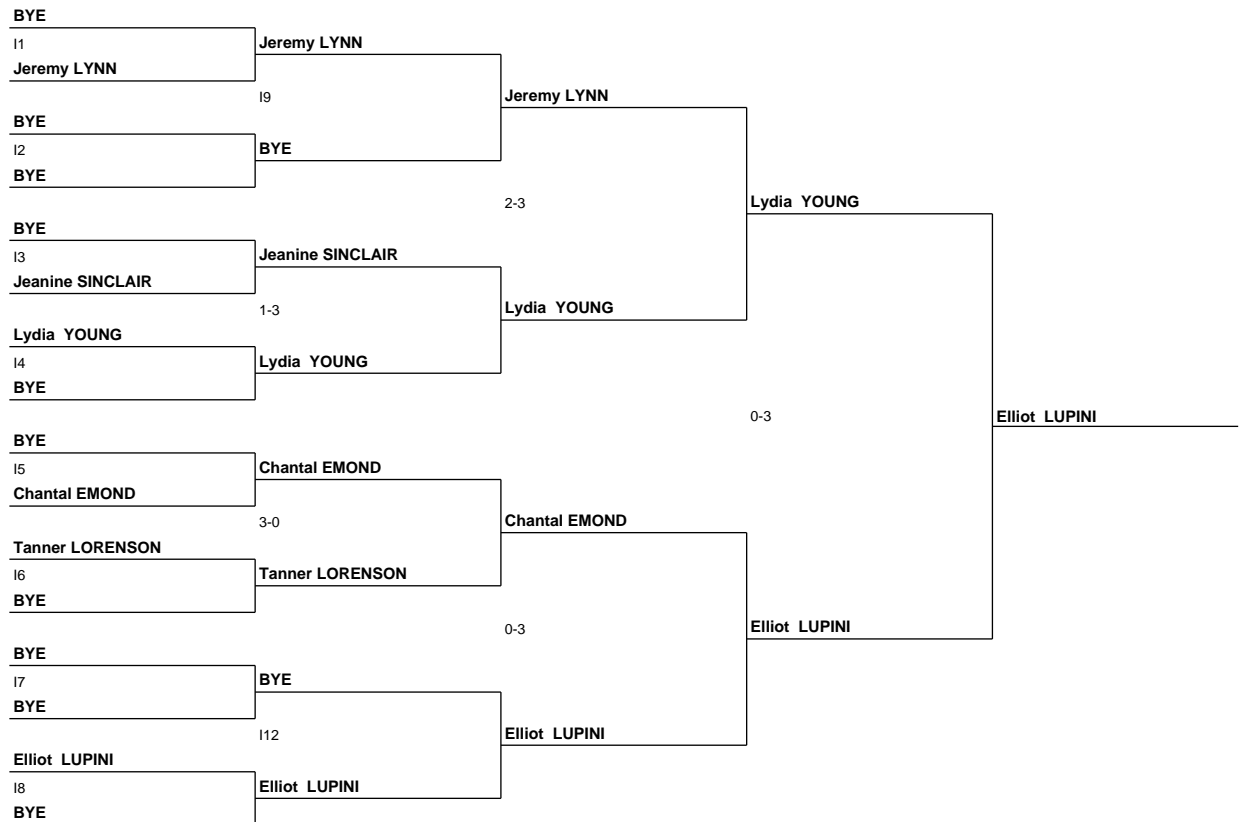 BYE
I1
Jeremy LYNN
Jeremy LYNN
I9
Jeremy LYNN
BYE
I2
BYE
BYE
2-3
Lydia YOUNG
BYE
I3
Jeanine SINCLAIR
Jeanine SINCLAIR
1-3
Lydia YOUNG
Lydia YOUNG
I4
Lydia YOUNG
BYE
0-3
Elliot LUPINI
BYE
I5
Chantal EMOND
Chantal EMOND
3-0
Chantal EMOND
Tanner LORENSON
I6
Tanner LORENSON
BYE
0-3
Elliot LUPINI
BYE
I7
BYE
BYE
I12
Elliot LUPINI
Elliot LUPINI
I8
Elliot LUPINI
BYE